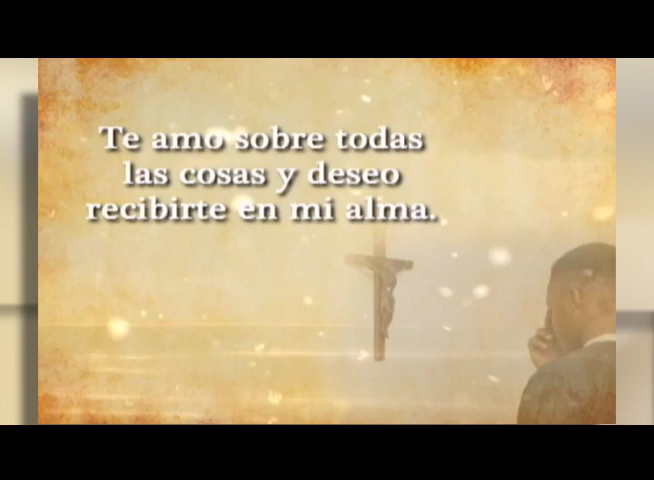 Te amo sobre todas
las cosas y deseo
recibirte en mi alma.